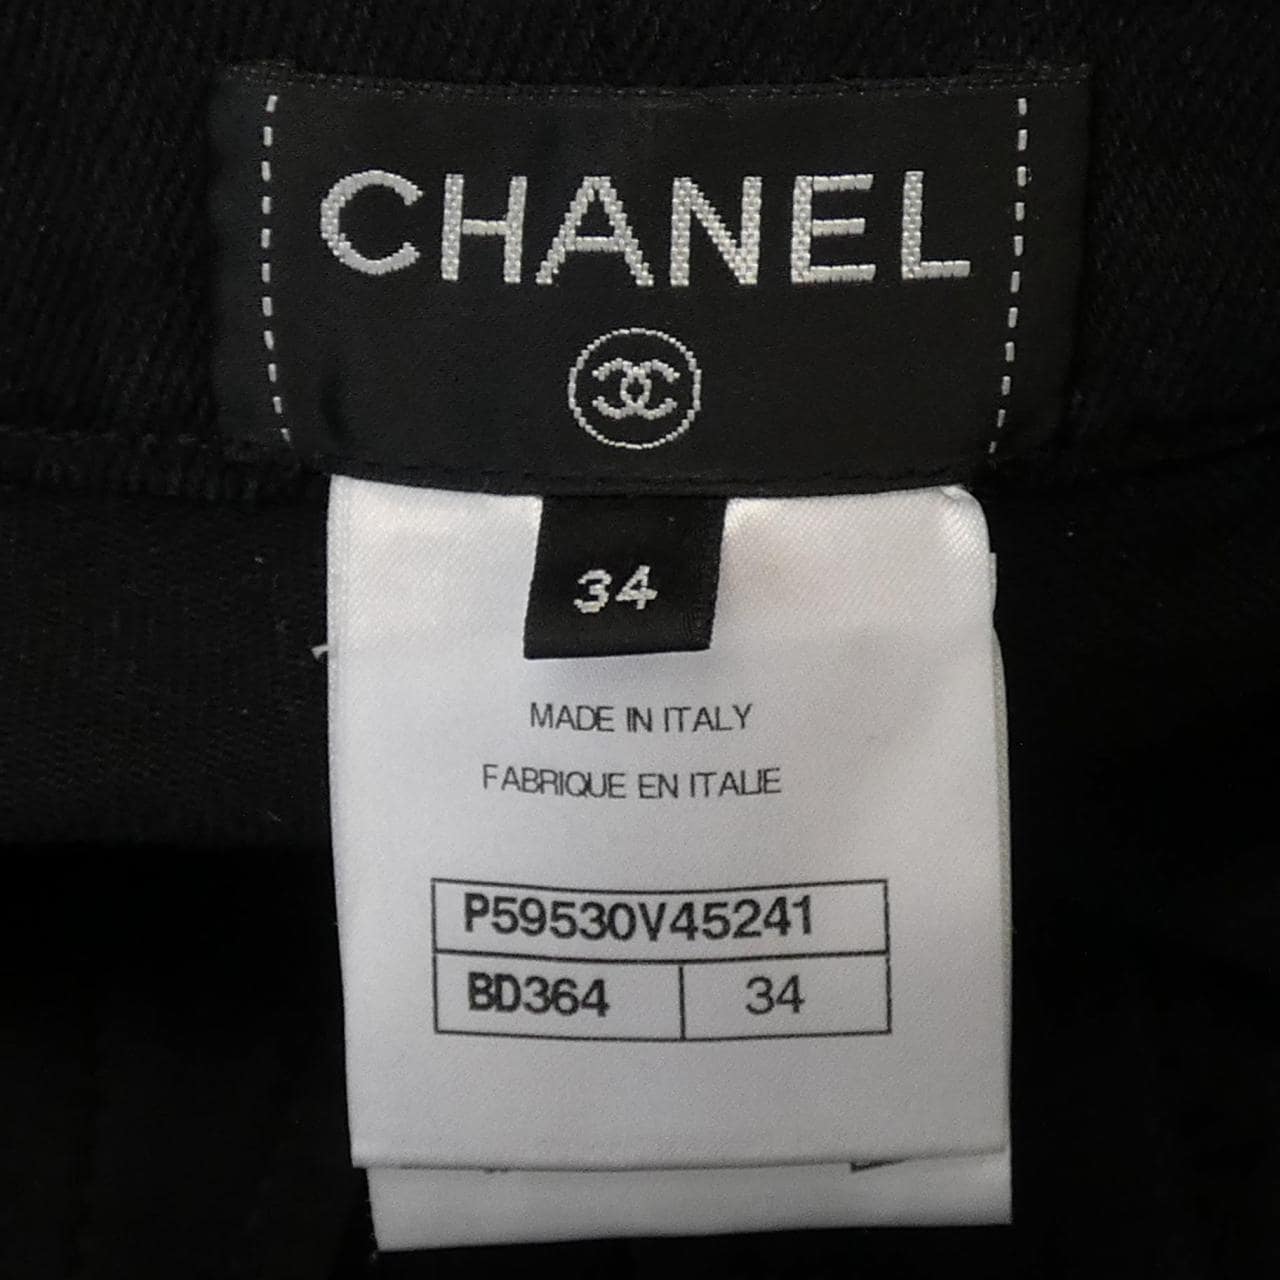 CHANEL
34
MADE IN ITALY
FABRIQUE EN ITALIE
P59530V45241
BD364 34